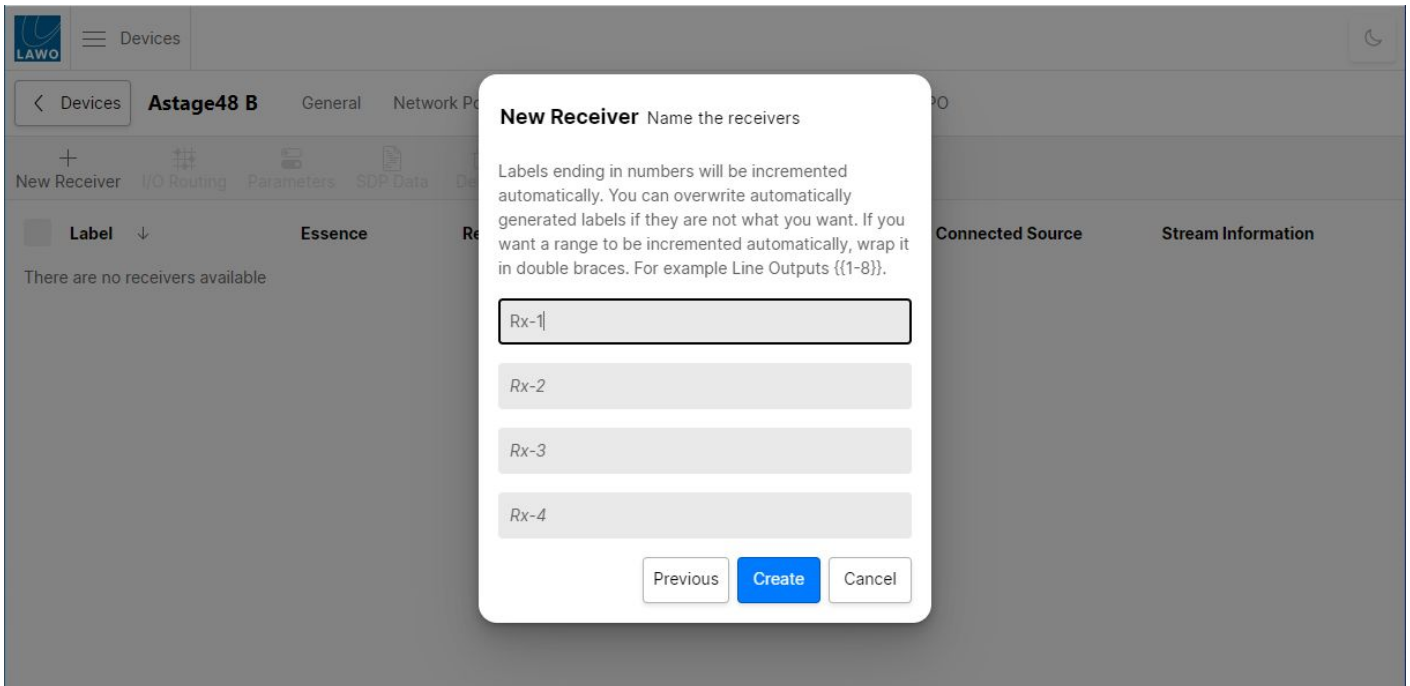 LAWO
Devices
Devices Astage48 B General Network Po PO
New Receiver I/O Routing Parameters SDP Data De
Label Essence Re Connected Source Stream Information
There are no receivers available
New Receiver Name the receivers
Labels ending in numbers will be incremented
automatically. You can overwrite automatically
generated labels if they are not what you want. If you
want a range to be incremented automatically, wrap it
in double braces. For example Line Outputs {{1-8}}.
Rx-1
Rx-2
Rx-3
Rx-4
Previous Create Cancel